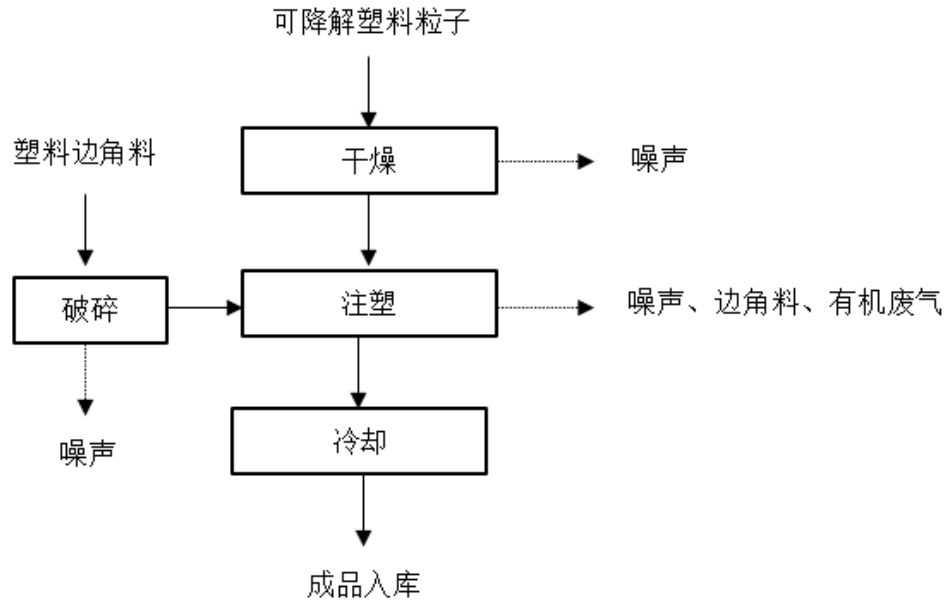 可降解塑料粒子
塑料边角料
干燥
噪声
破碎
注塑
噪声、边角料、有机废气
噪声
冷却
成品入库